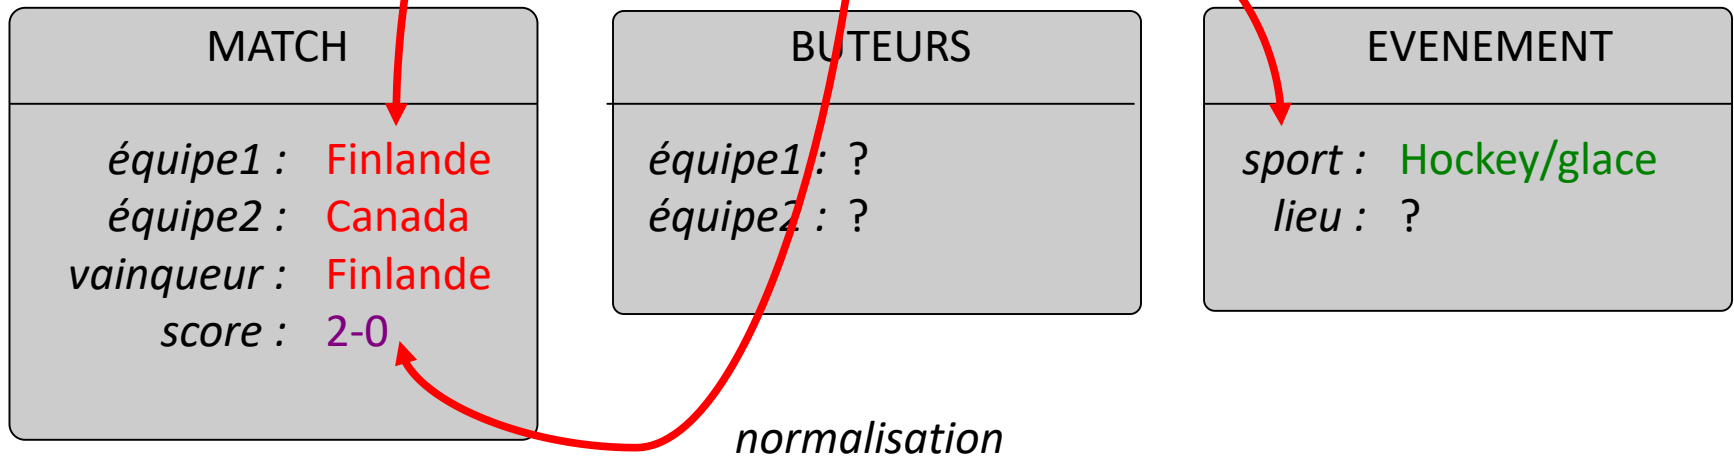 MATCH
équipe1 : Finlande
équipe2 : Canada
vainqueur : Finlande
score : 2-0
BUTEURS
équipe1 : ?
équipe2 : ?
EVENEMENT
sport : Hockey/glace
lieu : ?
normalisation